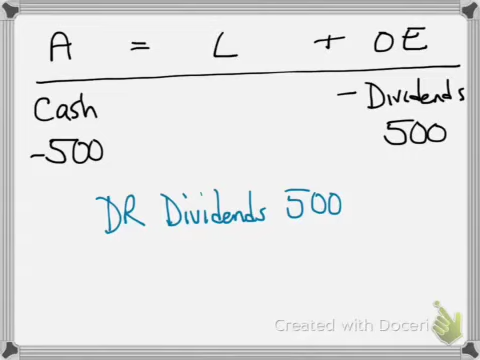 A = L + OE
Cash - Dividends
-500 500
DR Dividends 500
Created with Doceri